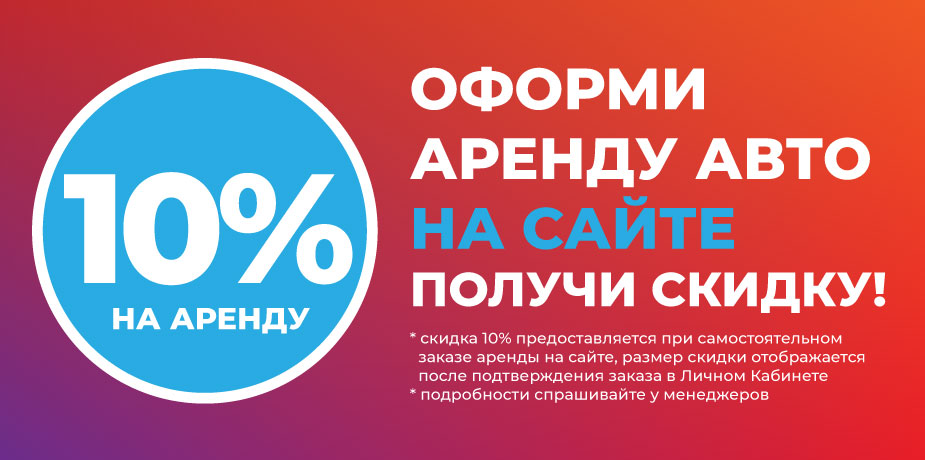 10%
НА АРЕНДУ
ОФОРМИ
АРЕНДУ АВТО
НА САЙТЕ
ПОЛУЧИ СКИДКУ!
* скидка 10% предоставляется при самостоятельном
заказе аренды на сайте, размер скидки отображается
после подтверждения заказа в Личном Кабинете
* подробности спрашивайте у менеджеров